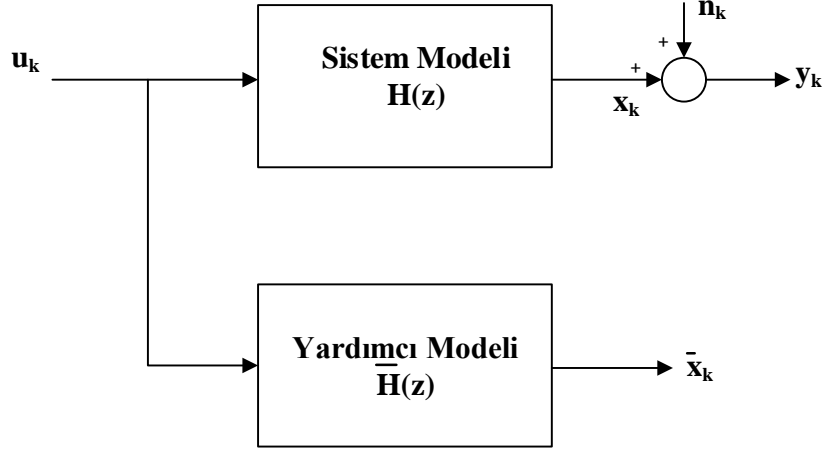 n_k
+
u_k
Sistem Modeli
H(z)
+
x_k
y_k
Yardımcı Modeli
H̅(z)
x̄_k